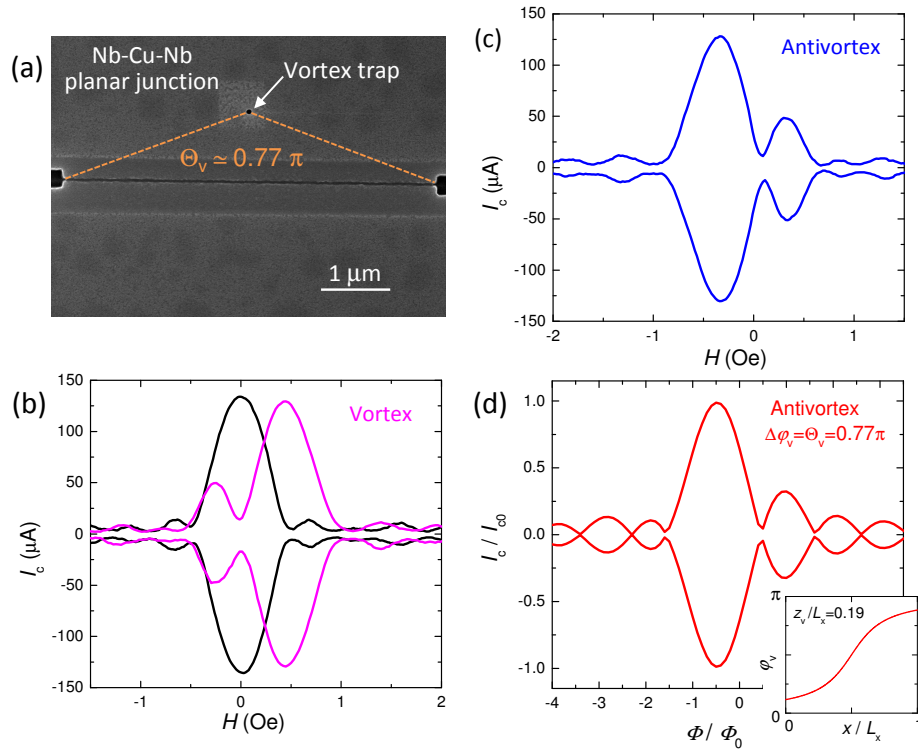 (a)
Nb-Cu-Nb
planar junction
Vortex trap
Θv ≃ 0.77 π
1 μm
(c)
Antivortex
Ic (μA)
150
100
50
0
-50
-100
-150
-2
-1
0
1
H (Oe)
(b)
Vortex
Ic (μA)
150
100
50
0
-50
-100
-150
-1
0
1
2
H (Oe)
(d)
Antivortex
Δφv=Θv=0.77π
Ic / Ic0
1.0
0.5
0.0
-0.5
-1.0
-4
-3
-2
-1
0
Φ / Φ0
π
zv/Lx=0.19
φv
0
0
x / Lx